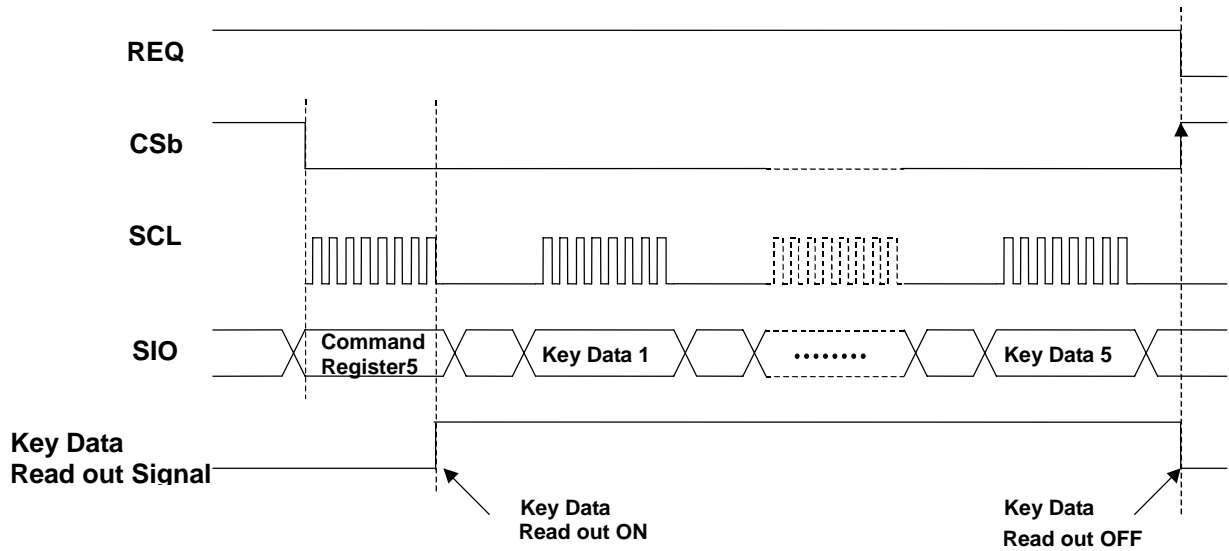 REQ
CSb
SCL
SIO
Command
Register5
Key Data 1
........
Key Data 5
Key Data
Read out Signal
Key Data
Read out ON
Key Data
Read out OFF